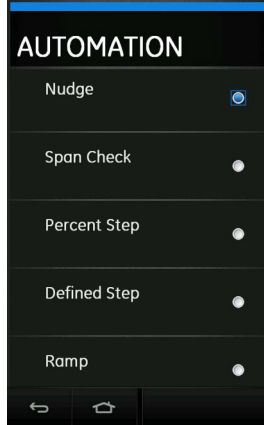 AUTOMATION
Nudge
Span Check
Percent Step
Defined Step
Ramp